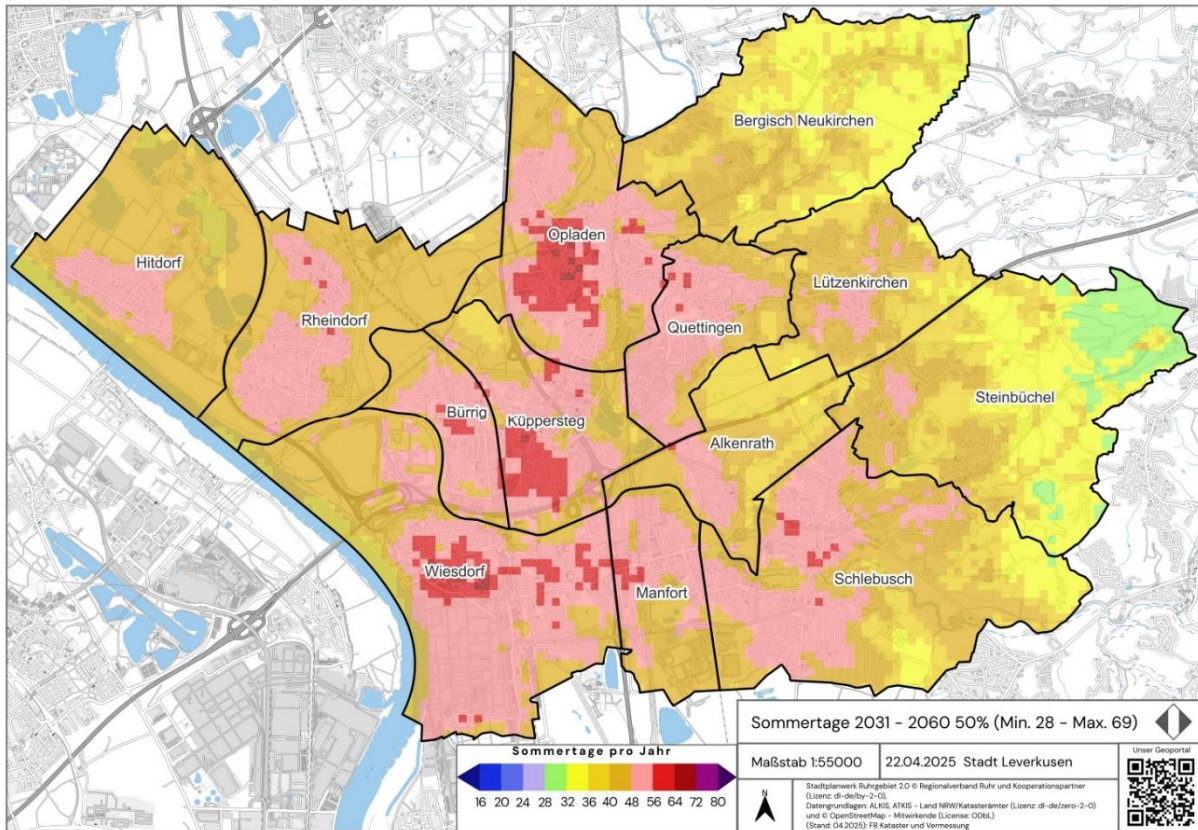 Bergisch Neukirchen
Opladen
Hitdorf
Lützenkirchen
Rheindorf
Quettingen
Steinbüchel
Bürrig
Küppersteg
Alkenrath
Wiesdorf
Schlebusch
Manfort
Sommertage 2031 - 2060 50% (Min. 28 - Max. 69)
Sommertage pro Jahr
16 20 24 28 32 36 40 48 56 64 72 80
Maßstab 1:55000
22.04.2025 Stadt Leverkusen
Unser Geoportal
N
Stadtplanwerk Ruhrgebiet 2.0 © Regionalverband Ruhr und Kooperationspartner
(Lizenz: dl-de/by-2-0),
Datengrundlagen: ALKIS, ATKIS - Land NRW/Katasterämter (Lizenz: dl-de/zero-2-0)
und © OpenStreetMap - Mitwirkende (License: ODbL)
(Stand: 04.2025): FB Kataster und Vermessung